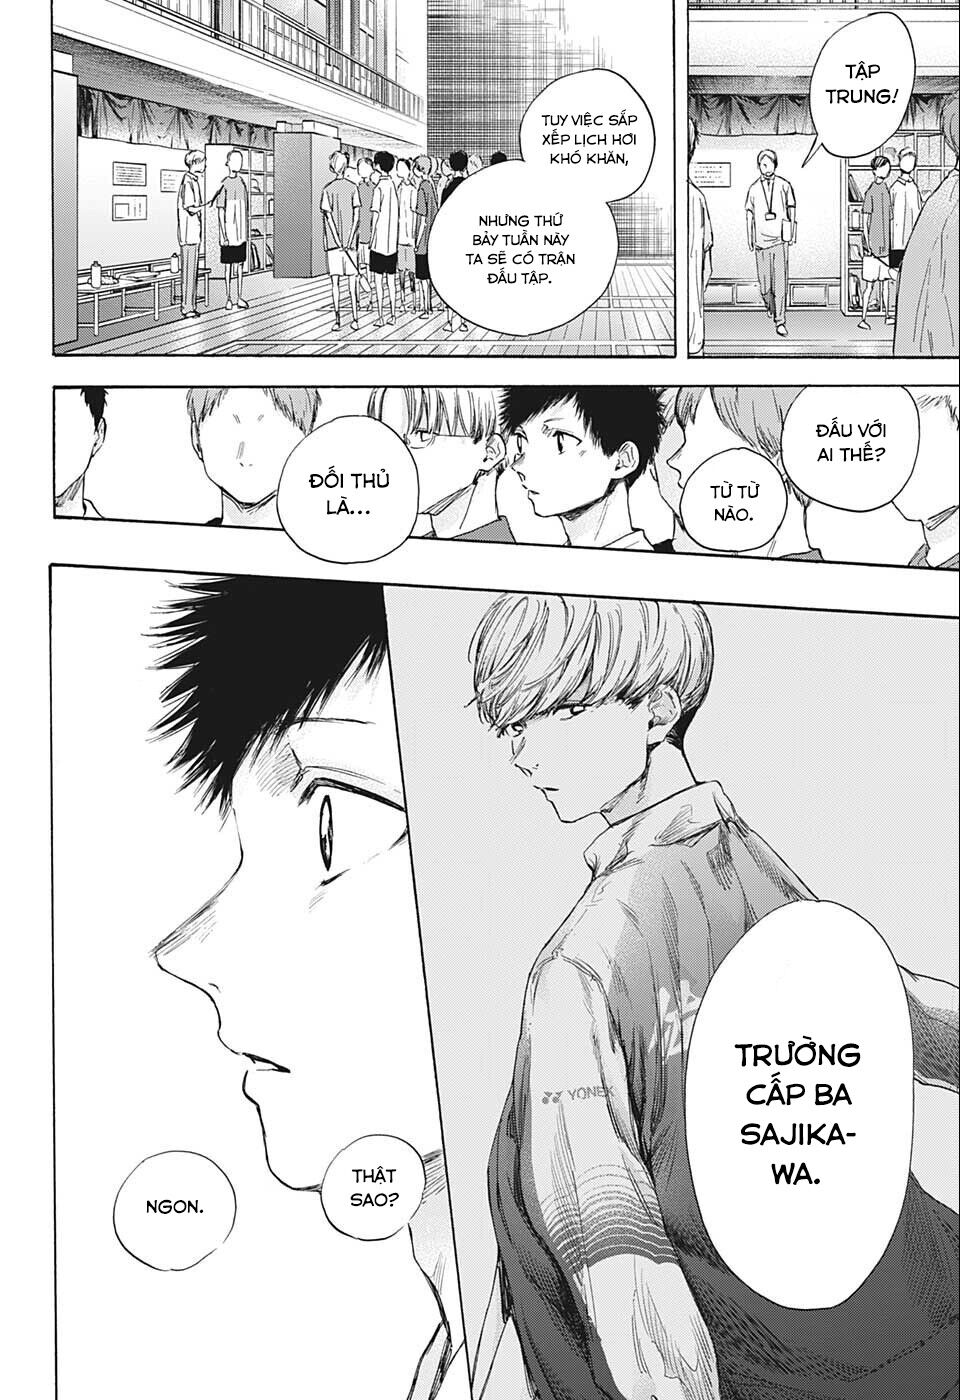 TẬP
TRUNG!
TUY VIỆC SẮP
XẾP LỊCH HƠI
KHÓ KHĂN,
NHƯNG THỨ
BẢY TUẦN NÀY
TA SẼ CÓ TRẬN
ĐẤU TẬP.
ĐẤU VỚI
AI THẾ?
TỪ TỪ
NÀO.
ĐỐI THỦ
LÀ...
TRƯỜNG
CẤP BA
SAJIKA-
WA.
YONEX
THẬT
SAO?
NGON.